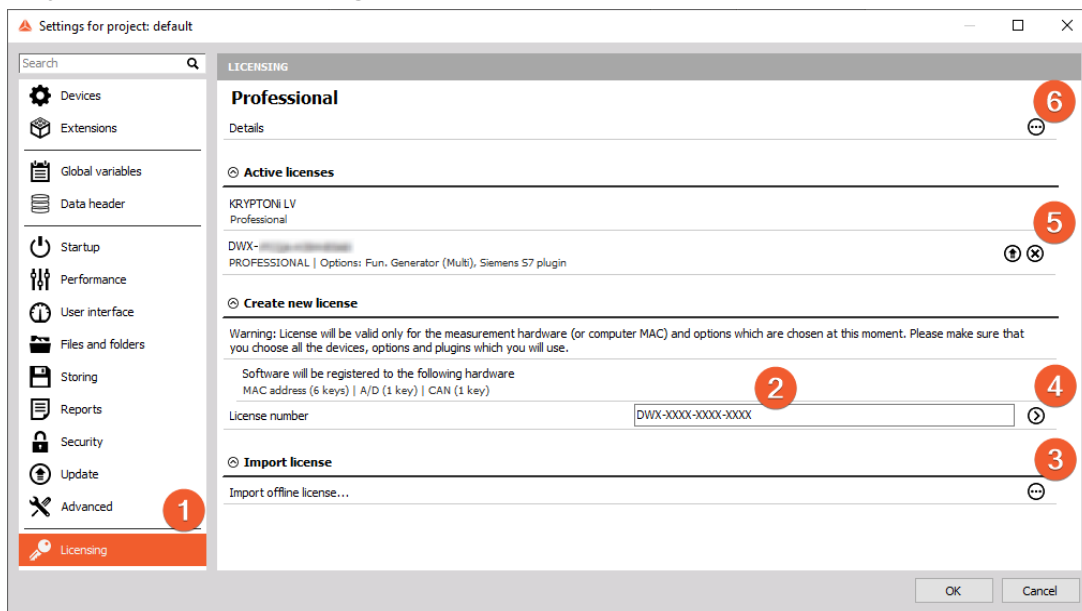 Settings for project: default
Search
Devices
Extensions
Global variables
Data header
Startup
Performance
User interface
Files and folders
Storing
Reports
Security
Update
Advanced
1
Licensing
LICENSING
Professional
6
Details
Active licenses
KRYPTONi LV
Professional
5
DWX-
PROFESSIONAL | Options: Fun. Generator (Multi), Siemens S7 plugin
Create new license
Warning: License will be valid only for the measurement hardware (or computer MAC) and options which are chosen at this moment. Please make sure that
you choose all the devices, options and plugins which you will use.
Software will be registered to the following hardware
MAC address (6 keys) | A/D (1 key) | CAN (1 key)
2
4
License number
DWX-XXXX-XXXX-XXXX
Import license
3
Import offline license...
OK
Cancel